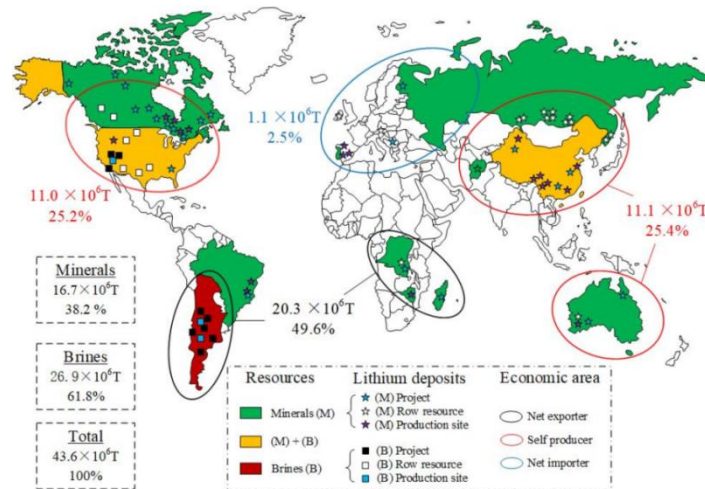 1.1 ×10⁶T
2.5%
11.0 ×10⁶T
25.2%
11.1 ×10⁶T
25.4%
20.3 ×10⁶T
49.6%
Minerals
16.7×10⁶T
38.2 %
Brines
26.9×10⁶T
61.8%
Total
43.6×10⁶T
100%
Resources
Minerals (M)
(M) + (B)
Brines (B)
Lithium deposits
(M) Project
(M) Row resource
(M) Production site
(B) Project
(B) Row resource
(B) Production site
Economic area
Net exporter
Self producer
Net importer